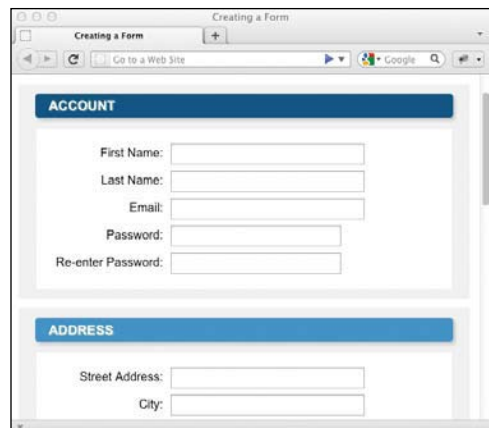 Creating a Form
Creating a Form +
Go to a Web Site Google
ACCOUNT
First Name:
Last Name:
Email:
Password:
Re-enter Password:
ADDRESS
Street Address:
City: